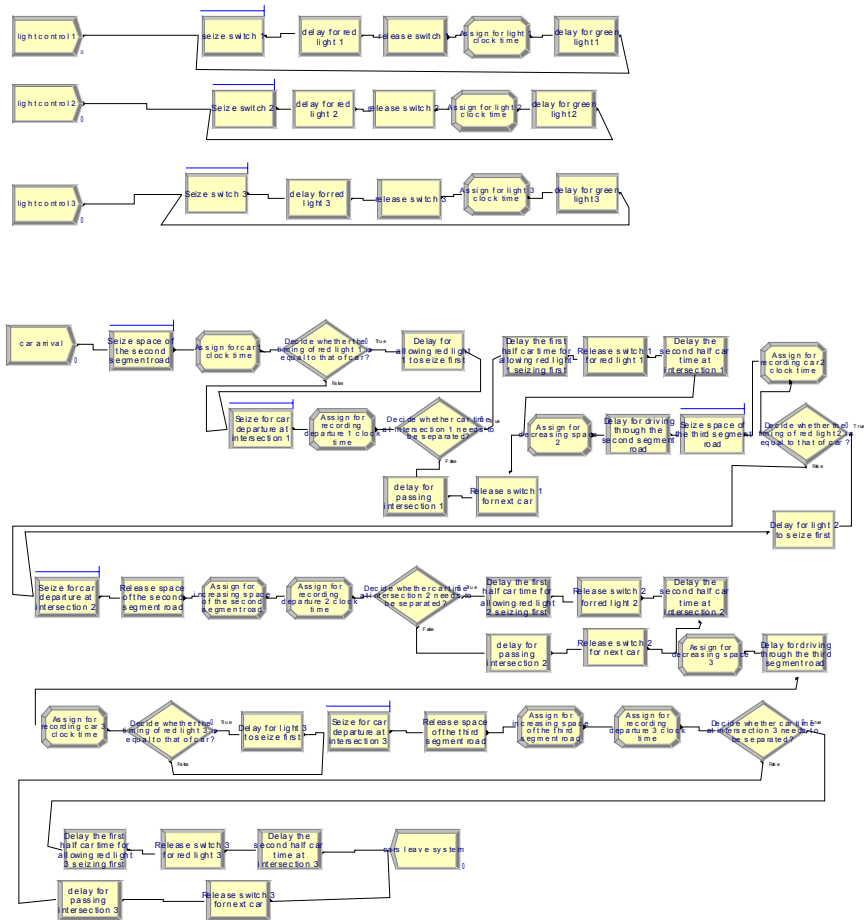 light control 1
0
seize switch 1
delay for red
light 1
release switch
Assign for light 1
clock time
delay for green
light 1
light control 2
0
Seize switch 2
delay for red
light 2
release switch 2
Assign for light 2
clock time
delay for green
light 2
light control 3
0
Seize switch 3
delay for red
light 3
release switch 3
Assign for light 3
clock time
delay for green
light 3
car arrival
0
Seize space of
the second
segment road
Assign for car 1
clock time
Decide whether the
timing of red light 1 is
equal to that of car?
0
True
False
Delay for
allowing red light
1 to seize first
Delay the first
half car time for
allowing red light
1 seizing first
Release switch 1
for red light 1
Delay the
second half car
time at
intersection 1
Assign for
recording car 2
clock time
Seize for car
departure at
intersection 1
Assign for
recording
departure 1 clock
time
Decide whether car time
at intersection 1 needs to
be separated?
0
True
False
Assign for
decreasing space
2
Delay for driving
through the
second segment
road
Seize space of
the third segment
road
Decide whether the
timing of red light 2 is
equal to that of car?
0
True
False
delay for
passing
intersection 1
Release switch 1
for next car
Delay for light 2
to seize first
Seize for car
departure at
intersection 2
Release space
of the second
segment road
Assign for
increasing space
of the second
segment road
Assign for
recording
departure 2 clock
time
Decide whether car time
at intersection 2 needs to
be separated?
0
True
False
Delay the first
half car time for
allowing red light
2 seizing first
Release switch 2
for red light 2
Delay the
second half car
time at
intersection 2
delay for
passing
intersection 2
Release switch 2
for next car
Assign for
decreasing space
3
Delay for driving
through the third
segment road
Assign for
recording car 3
clock time
Decide whether the
timing of red light 3 is
equal to that of car?
0
True
False
Delay for light 3
to seize first
Seize for car
departure at
intersection 3
Release space
of the third
segment road
Assign for
increasing space
of the third
segment road
Assign for
recording
departure 3 clock
time
Decide whether car time
at intersection 3 needs to
be separated?
0
True
False
Delay the first
half car time for
allowing red light
3 seizing first
Release switch 3
for red light 3
Delay the
second half car
time at
intersection 3
cars leave system
0
delay for
passing
intersection 3
Release switch 3
for next car